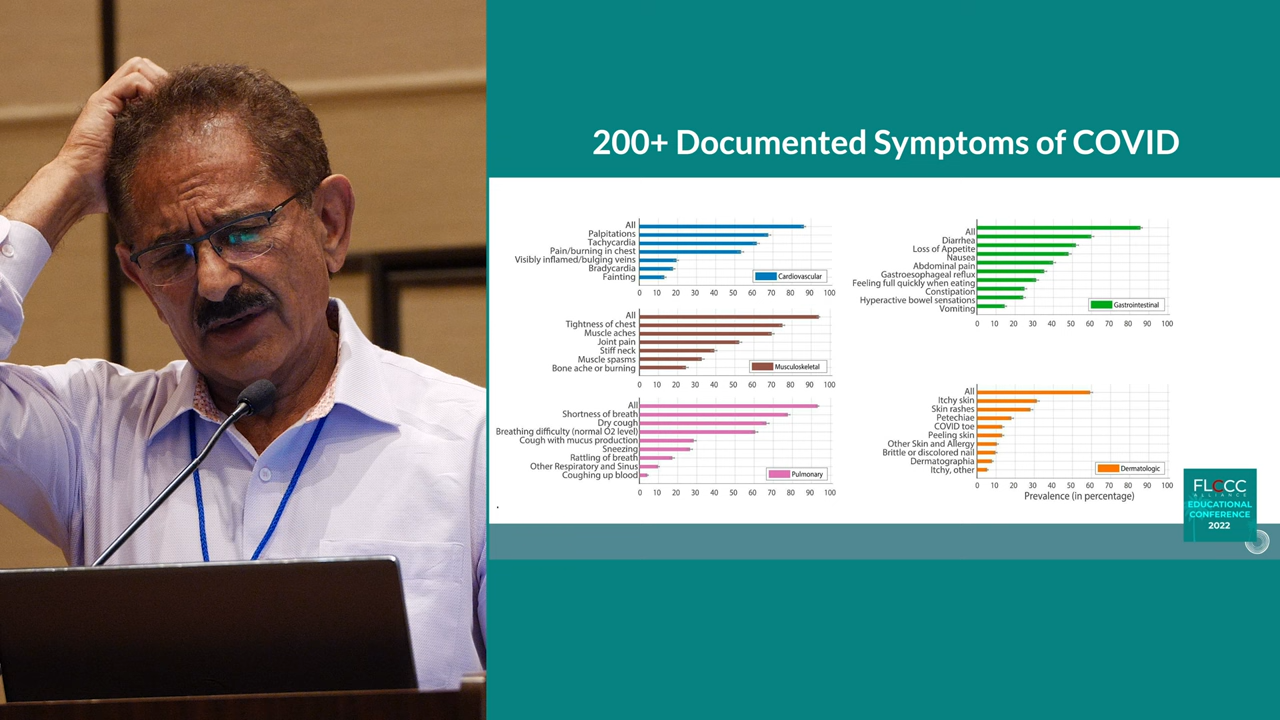 200+ Documented Symptoms of COVID
All
Palpitations
Tachycardia
Pain/burning in chest
Visibly inflamed/bulging veins
Bradycardia
Fainting
Cardiovascular
0 10 20 30 40 50 60 70 80 90 100
All
Tightness of chest
Muscle aches
Joint pain
Stiff neck
Muscle spasms
Bone ache or burning
Musculoskeletal
0 10 20 30 40 50 60 70 80 90 100
All
Shortness of breath
Dry cough
Breathing difficulty (normal O2 level)
Cough with mucus production
Sneezing
Rattling of breath
Other Respiratory and Sinus
Coughing up blood
Pulmonary
0 10 20 30 40 50 60 70 80 90 100
All
Diarrhea
Loss of Appetite
Nausea
Abdominal pain
Gastroesophageal reflux
Feeling full quickly when eating
Constipation
Hyperactive bowel sensations
Vomiting
Gastrointestinal
0 10 20 30 40 50 60 70 80 90 100
All
Itchy skin
Skin rashes
Petechiae
COVID toe
Peeling skin
Other Skin and Allergy
Brittle or discolored nail
Dermatographia
Itchy, other
Dermatologic
0 10 20 30 40 50 60 70 80 90 100
Prevalence (in percentage)
FLCCC
ALLIANCE
EDUCATIONAL
CONFERENCE
2022